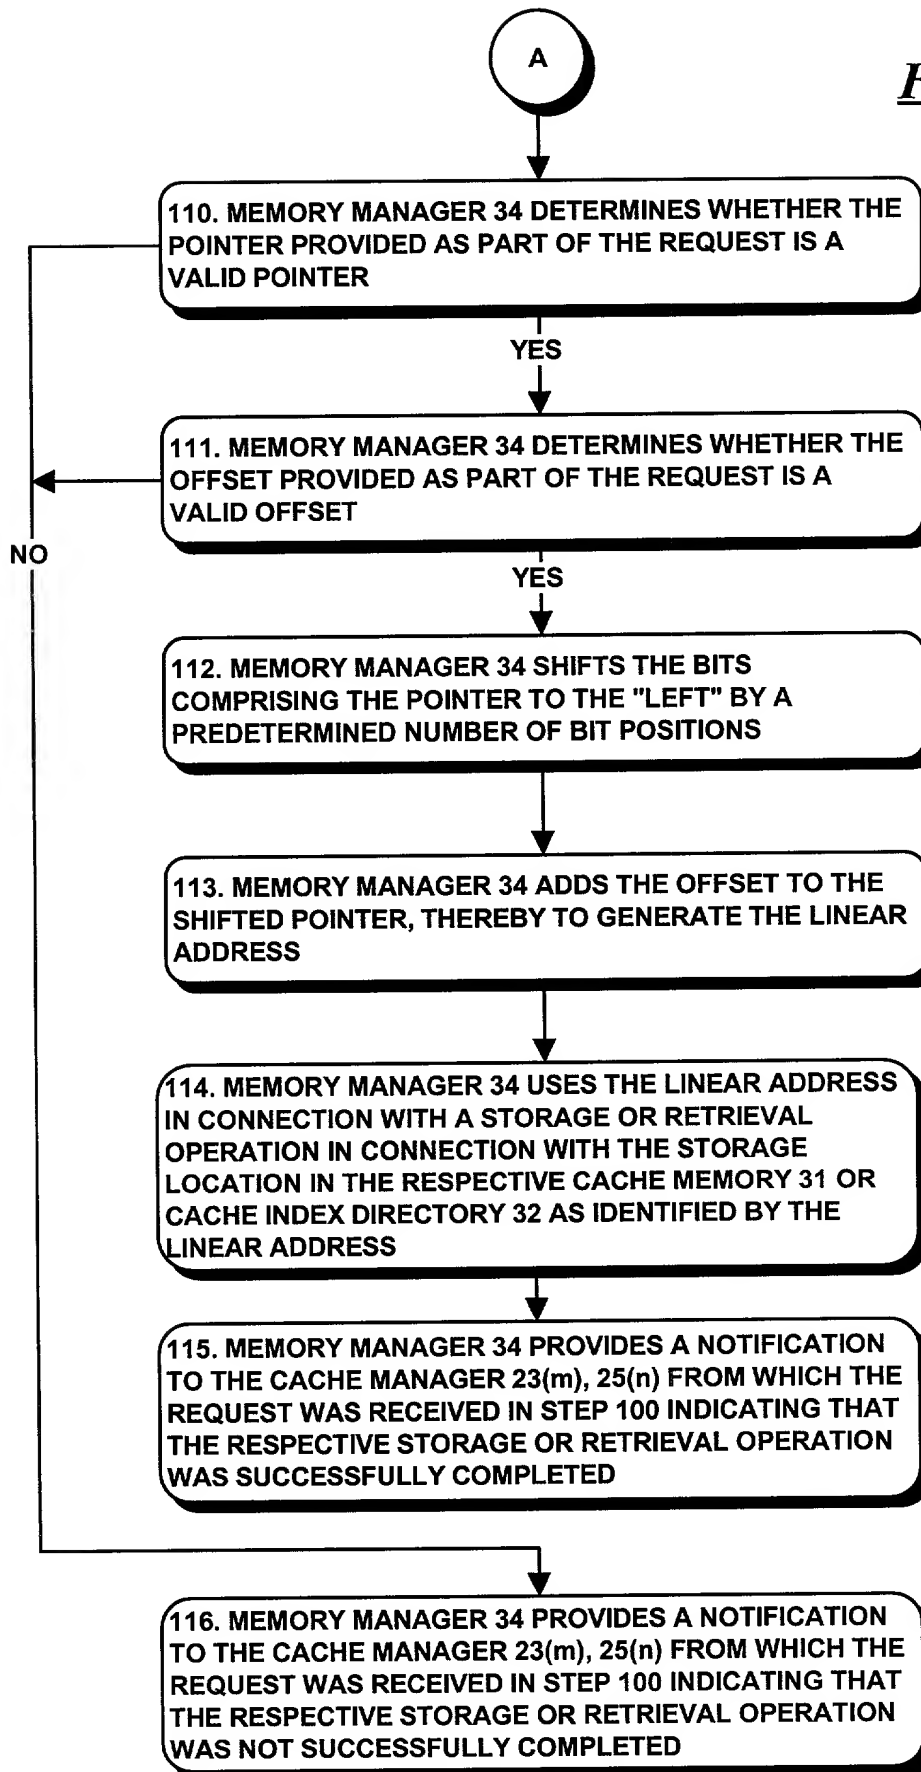 A
110. MEMORY MANAGER 34 DETERMINES WHETHER THE
POINTER PROVIDED AS PART OF THE REQUEST IS A
VALID POINTER
YES
111. MEMORY MANAGER 34 DETERMINES WHETHER THE
OFFSET PROVIDED AS PART OF THE REQUEST IS A
VALID OFFSET
NO
YES
112. MEMORY MANAGER 34 SHIFTS THE BITS
COMPRISING THE POINTER TO THE "LEFT" BY A
PREDETERMINED NUMBER OF BIT POSITIONS
113. MEMORY MANAGER 34 ADDS THE OFFSET TO THE
SHIFTED POINTER, THEREBY TO GENERATE THE LINEAR
ADDRESS
114. MEMORY MANAGER 34 USES THE LINEAR ADDRESS
IN CONNECTION WITH A STORAGE OR RETRIEVAL
OPERATION IN CONNECTION WITH THE STORAGE
LOCATION IN THE RESPECTIVE CACHE MEMORY 31 OR
CACHE INDEX DIRECTORY 32 AS IDENTIFIED BY THE
LINEAR ADDRESS
115. MEMORY MANAGER 34 PROVIDES A NOTIFICATION
TO THE CACHE MANAGER 23(m), 25(n) FROM WHICH THE
REQUEST WAS RECEIVED IN STEP 100 INDICATING THAT
THE RESPECTIVE STORAGE OR RETRIEVAL OPERATION
WAS SUCCESSFULLY COMPLETED
116. MEMORY MANAGER 34 PROVIDES A NOTIFICATION
TO THE CACHE MANAGER 23(m), 25(n) FROM WHICH THE
REQUEST WAS RECEIVED IN STEP 100 INDICATING THAT
THE RESPECTIVE STORAGE OR RETRIEVAL OPERATION
WAS NOT SUCCESSFULLY COMPLETED